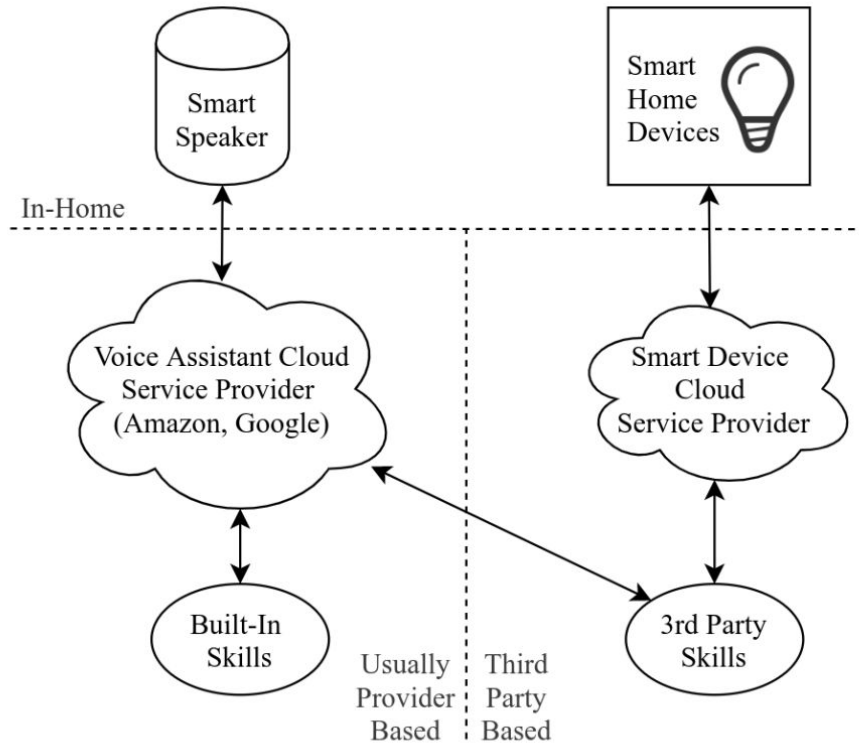 Smart
Speaker
Smart
Home
Devices
In-Home
Voice Assistant Cloud
Service Provider
(Amazon, Google)
Smart Device
Cloud
Service Provider
Built-In
Skills
3rd Party
Skills
Usually
Provider
Based
Third
Party
Based